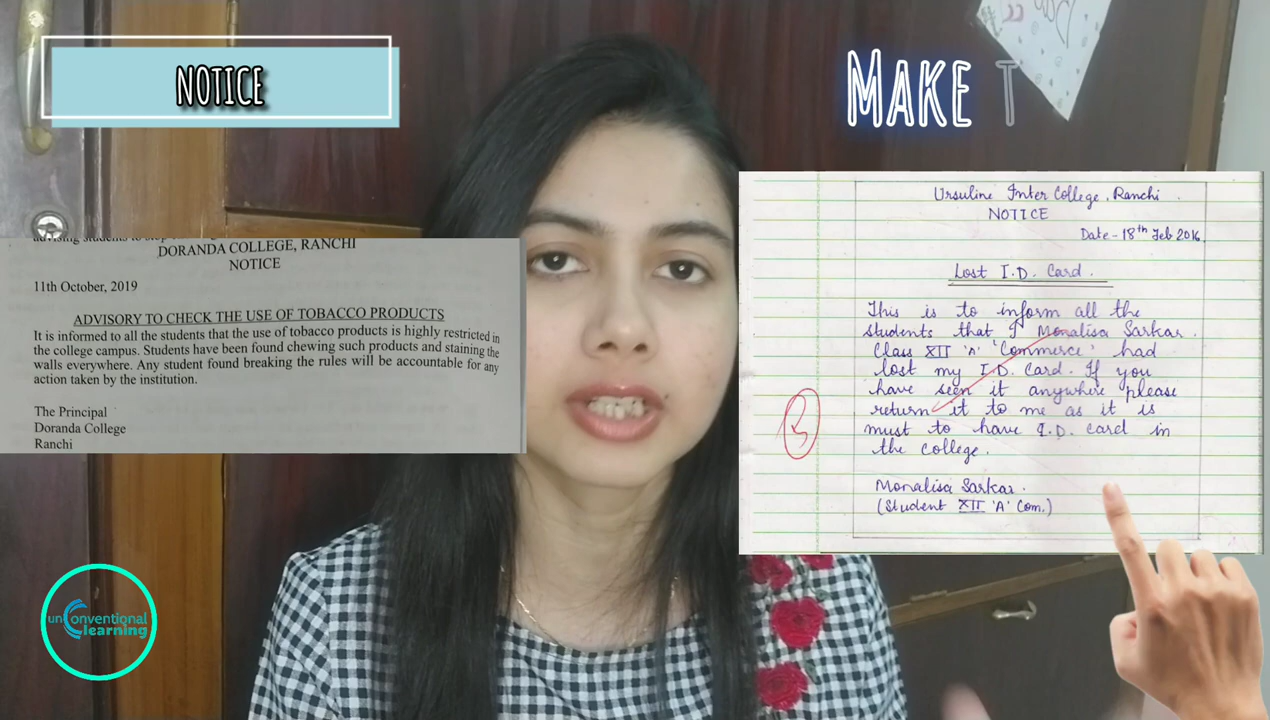 NOTICE
MAKE T
advising students to stop
DORANDA COLLEGE, RANCHI
NOTICE
11th October, 2019
ADVISORY TO CHECK THE USE OF TOBACCO PRODUCTS
It is informed to all the students that the use of tobacco products is highly restricted in
the college campus. Students have been found chewing such products and staining the
walls everywhere. Any student found breaking the rules will be accountable for any
action taken by the institution.
The Principal
Doranda College
Ranchi
Ursuline Inter College, Ranchi.
NOTICE
Date - 18th Feb 2016.
Lost I.D. Card.
This is to inform all the
students that I Monalisa Sarkar.
Class XII 'A' 'Commerce' had
lost my I.D. Card. If you
have seen it anywhere please
return it to me as it is
must to have I.D. card in
the college.
Monalisa Sarkar.
(Student XII 'A' Com.)
unConventional
learning